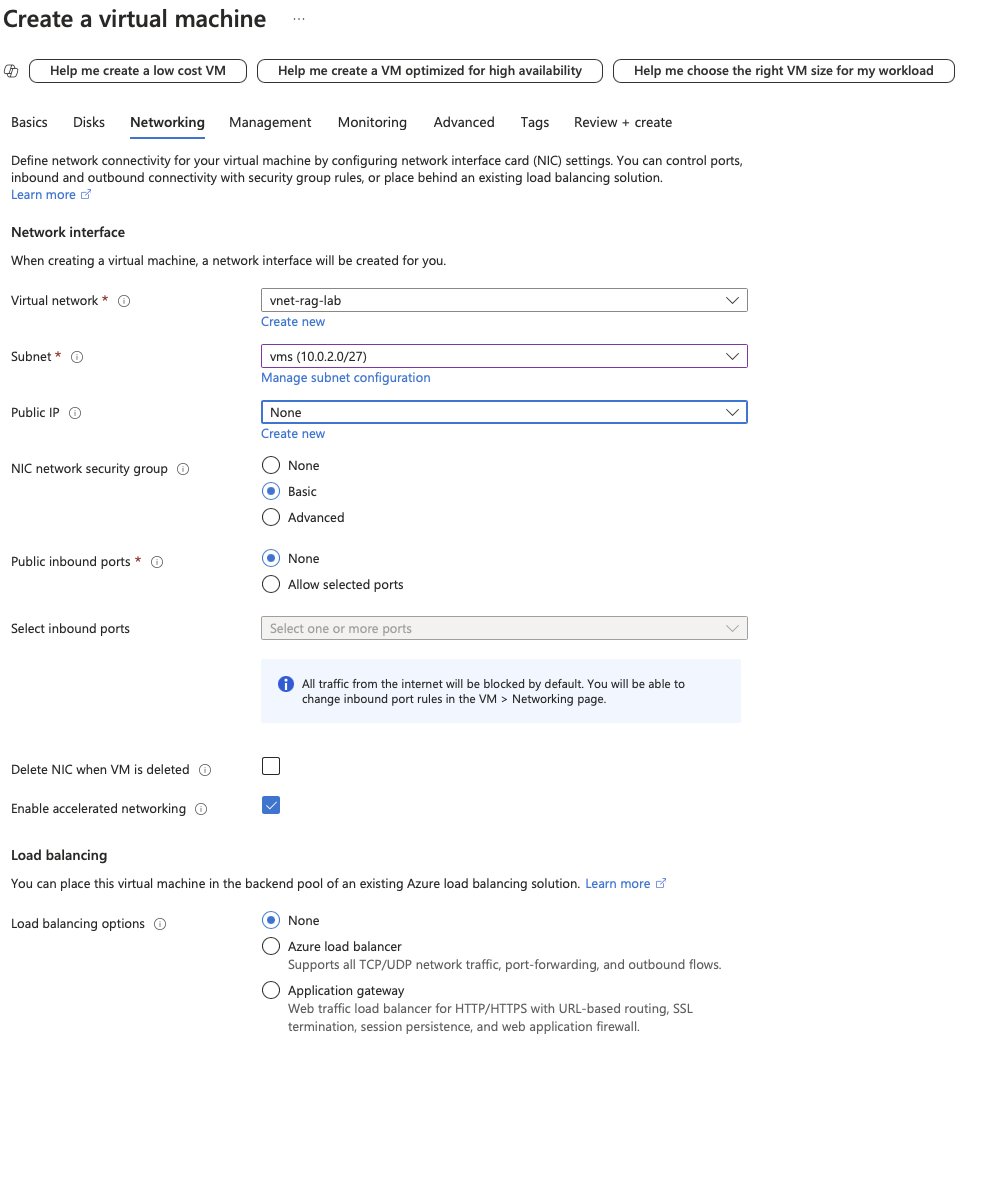 Create a virtual machine ...
Help me create a low cost VM
Help me create a VM optimized for high availability
Help me choose the right VM size for my workload
Basics Disks Networking Management Monitoring Advanced Tags Review + create
Define network connectivity for your virtual machine by configuring network interface card (NIC) settings. You can control ports,
inbound and outbound connectivity with security group rules, or place behind an existing load balancing solution.
Learn more
Network interface
When creating a virtual machine, a network interface will be created for you.
Virtual network *
vnet-rag-lab
Create new
Subnet *
vms (10.0.2.0/27)
Manage subnet configuration
Public IP
None
Create new
NIC network security group
None
Basic
Advanced
Public inbound ports *
None
Allow selected ports
Select inbound ports
Select one or more ports
All traffic from the internet will be blocked by default. You will be able to
change inbound port rules in the VM > Networking page.
Delete NIC when VM is deleted
Enable accelerated networking
Load balancing
You can place this virtual machine in the backend pool of an existing Azure load balancing solution. Learn more
Load balancing options
None
Azure load balancer
Supports all TCP/UDP network traffic, port-forwarding, and outbound flows.
Application gateway
Web traffic load balancer for HTTP/HTTPS with URL-based routing, SSL
termination, session persistence, and web application firewall.